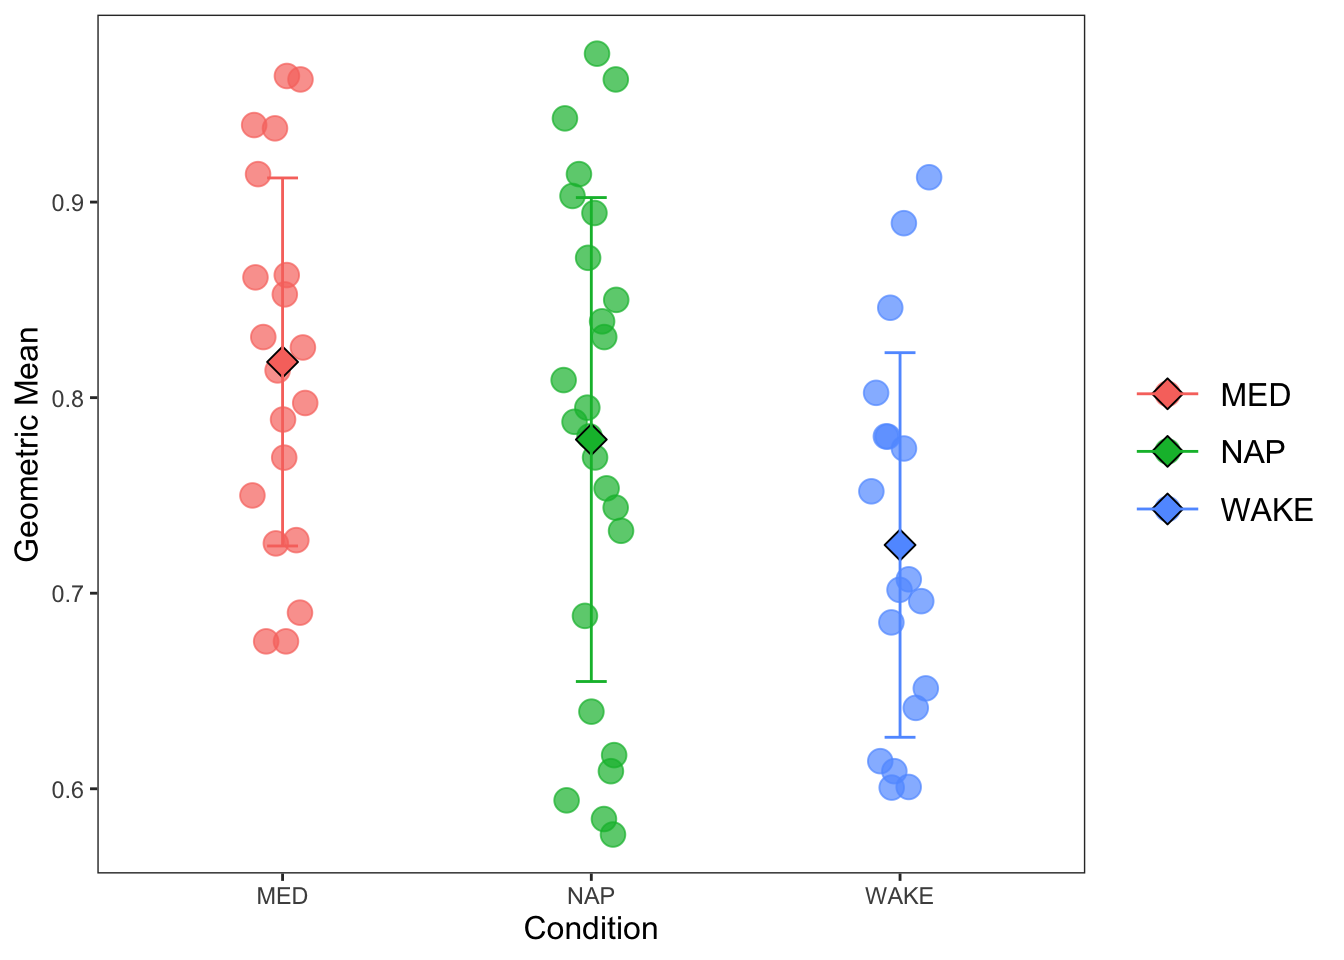 Geometric Mean
0.9
0.8
0.7
0.6
MED
NAP
WAKE
Condition
MED
NAP
WAKE